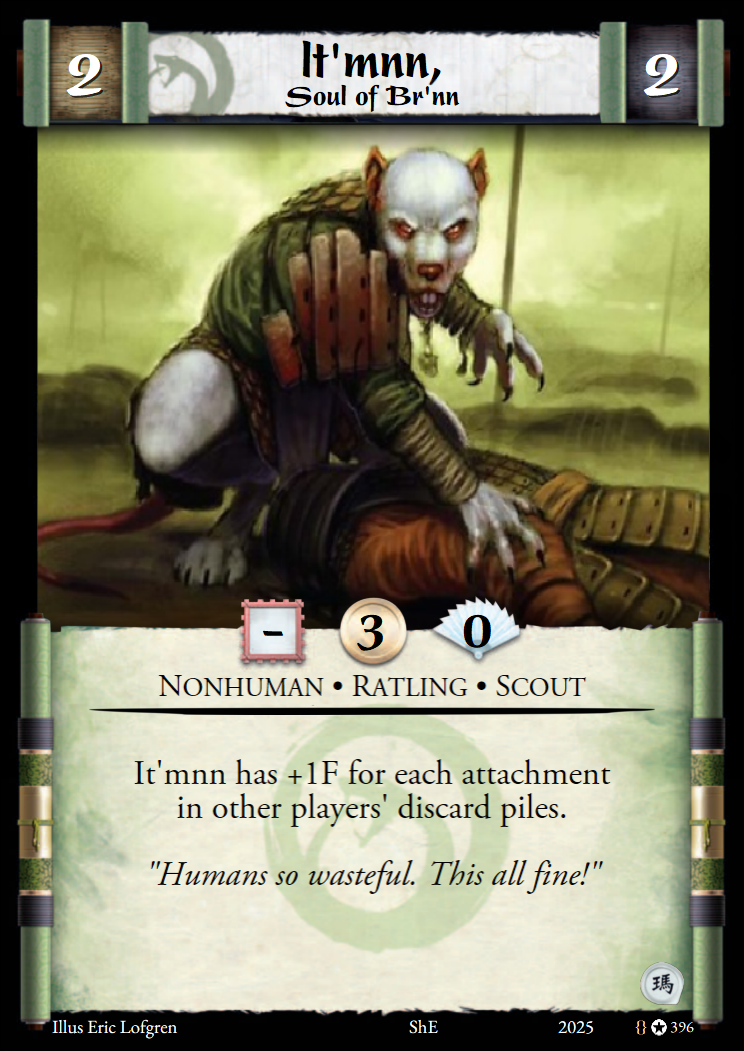 It'mnn,
Soul of Br'nn
2
2
-
3
0
Nonhuman • Ratling • Scout
It'mnn has +1F for each attachment
in other players' discard piles.
"Humans so wasteful. This all fine!"
瑪
Illus Eric Lofgren ShE 2025 {} ✪ 396